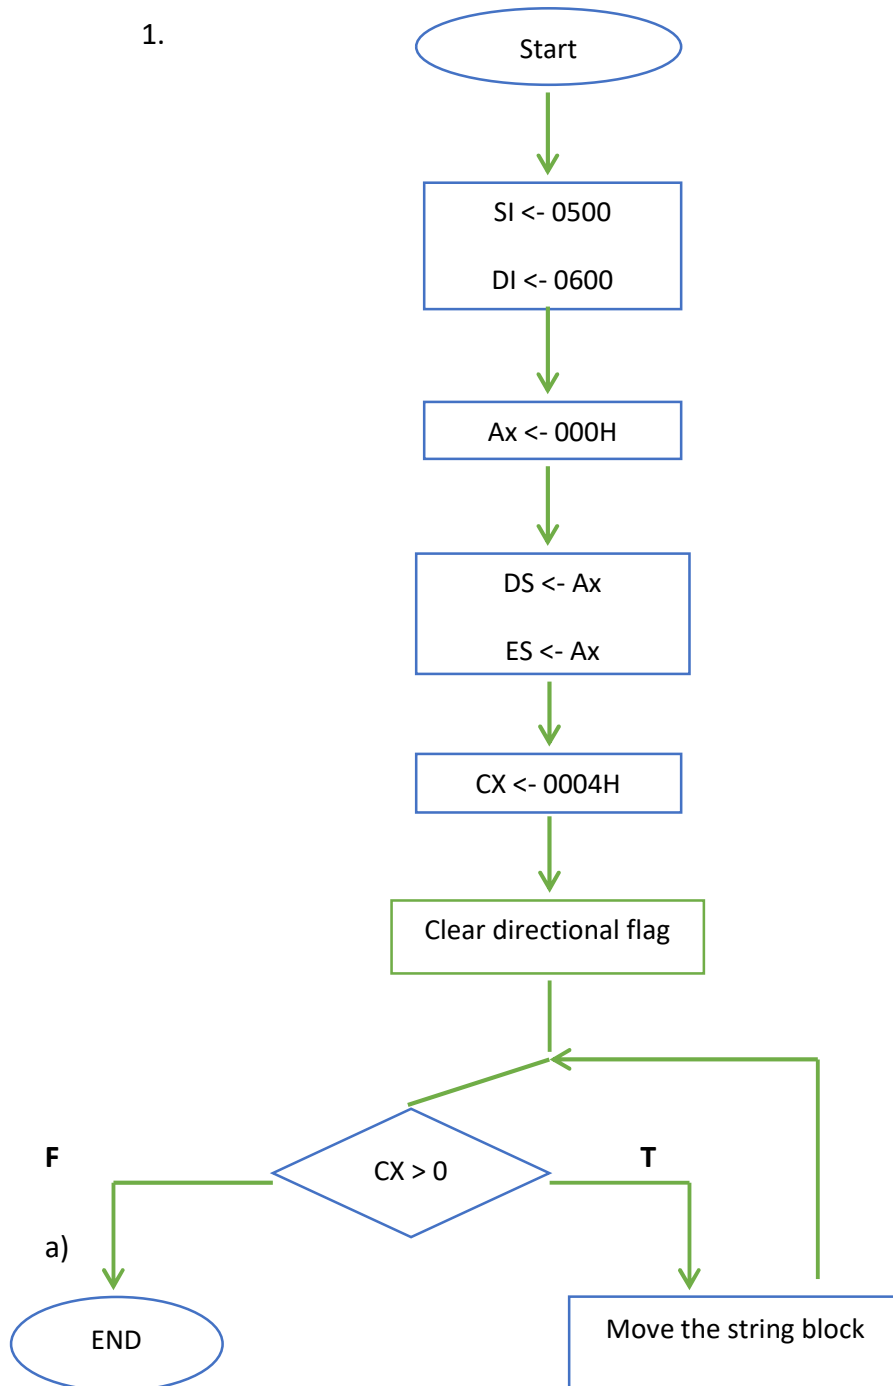 1.
Start
SI <- 0500
DI <- 0600
Ax <- 000H
DS <- Ax
ES <- Ax
CX <- 0004H
Clear directional flag
F
CX > 0
T
a)
END
Move the string block